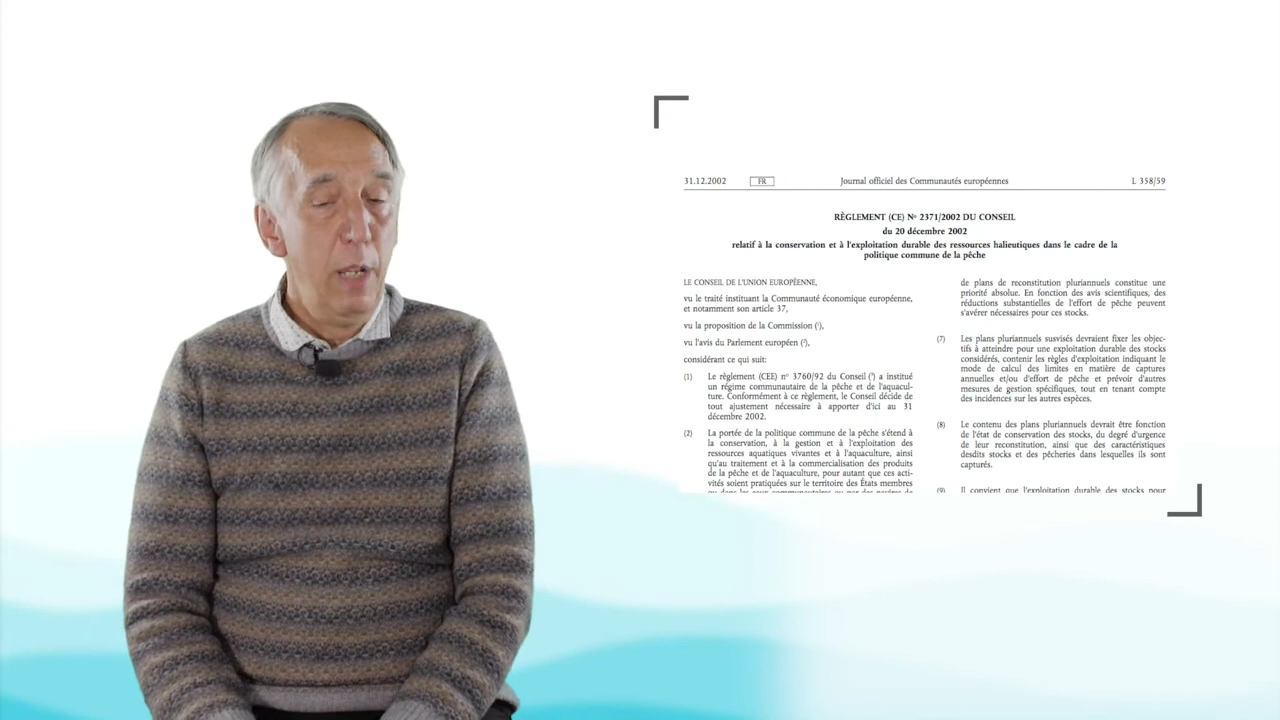 31.12.2002 FR Journal officiel des Communautés européennes L 358/59
RÈGLEMENT (CE) No 2371/2002 DU CONSEIL
du 20 décembre 2002
relatif à la conservation et à l'exploitation durable des ressources halieutiques dans le cadre de la
politique commune de la pêche
LE CONSEIL DE L'UNION EUROPÉENNE,
vu le traité instituant la Communauté économique européenne,
et notamment son article 37,
vu la proposition de la Commission (1),
vu l'avis du Parlement européen (2),
considérant ce qui suit:
(1) Le règlement (CEE) no 3760/92 du Conseil (3) a institué
un régime communautaire de la pêche et de l'aquacul-
ture. Conformément à ce règlement, le Conseil décide de
tout ajustement nécessaire à apporter d'ici au 31
décembre 2002.
(2) La portée de la politique commune de la pêche s'étend à
la conservation, à la gestion et à l'exploitation des
ressources aquatiques vivantes et à l'aquaculture, ainsi
qu'au traitement et à la commercialisation des produits
de la pêche et de l'aquaculture, pour autant que ces acti-
vités soient pratiquées sur le territoire des États membres
de plans de reconstitution pluriannuels constitue une
priorité absolue. En fonction des avis scientifiques, des
réductions substantielles de l'effort de pêche peuvent
s'avérer nécessaires pour ces stocks.
(7) Les plans pluriannuels susvisés devraient fixer les objec-
tifs à atteindre pour une exploitation durable des stocks
considérés, contenir les règles d'exploitation indiquant le
mode de calcul des limites en matière de captures
annuelles et/ou d'effort de pêche et prévoir d'autres
mesures de gestion spécifiques, tout en tenant compte
des incidences sur les autres espèces.
(8) Le contenu des plans pluriannuels devrait être fonction
de l'état de conservation des stocks, du degré d'urgence
de leur reconstitution, ainsi que des caractéristiques
desdits stocks et des pêcheries dans lesquelles ils sont
capturés.
(9) Il convient que l'exploitation durable des stocks pour